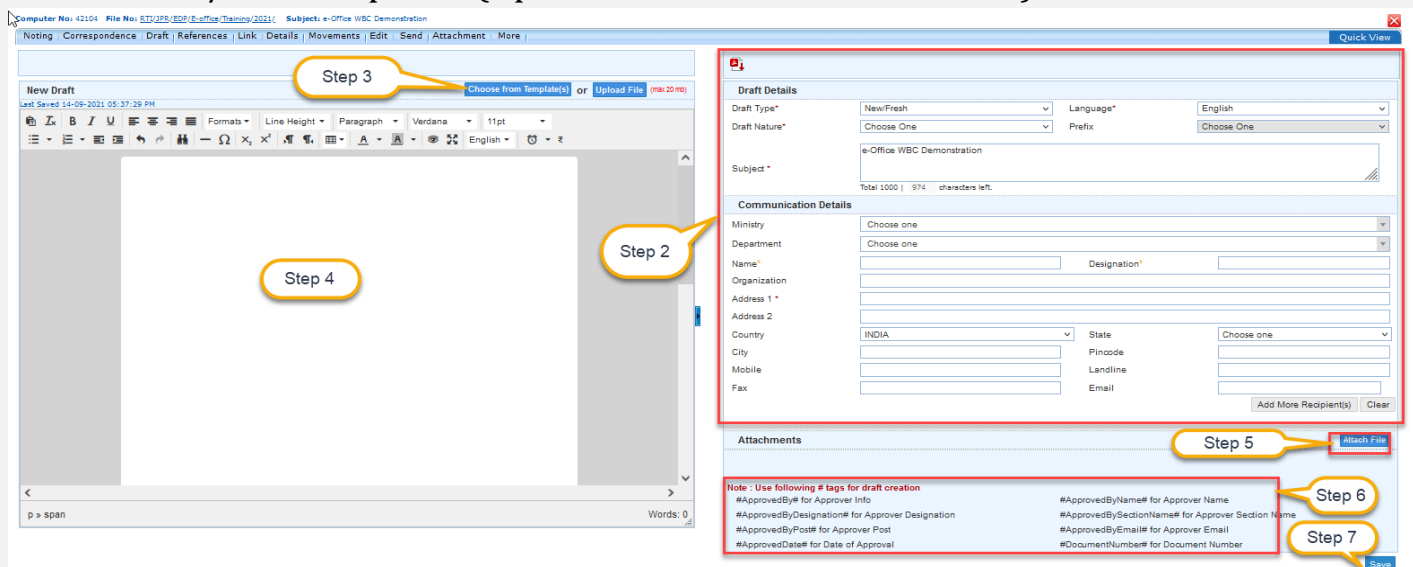 Computer No: 42104 File No: RTI/JPR/EDP/E-office/Training/2021/ Subject: e-Office WBC Demonstration
Noting Correspondence Draft References Link Details Movements Edit Send Attachment More
Quick View
Step 3
New Draft
Choose from Template(s) or Upload File (max 20 mb)
Last Saved 14-09-2021 05:37:29 PM
B I U Formats Line Height Paragraph Verdana 11pt
Ω X₂ X² A A English ₹
Step 4
p » span
Words: 0
Step 2
Draft Details
Draft Type* New/Fresh Language* English
Draft Nature* Choose One Prefix Choose One
Subject * e-Office WBC Demonstration
Total 1000 | 974 characters left.
Communication Details
Ministry Choose one
Department Choose one
Name* Designation*
Organization
Address 1 *
Address 2
Country INDIA State Choose one
City Pincode
Mobile Landline
Fax Email
Add More Recipient(s) Clear
Attachments
Step 5
Attach File
Note : Use following # tags for draft creation
#ApprovedBy# for Approver Info #ApprovedByName# for Approver Name
#ApprovedByDesignation# for Approver Designation #ApprovedBySectionName# for Approver Section Name
#ApprovedByPost# for Approver Post #ApprovedByEmail# for Approver Email
#ApprovedDate# for Date of Approval #DocumentNumber# for Document Number
Step 6
Step 7
Save